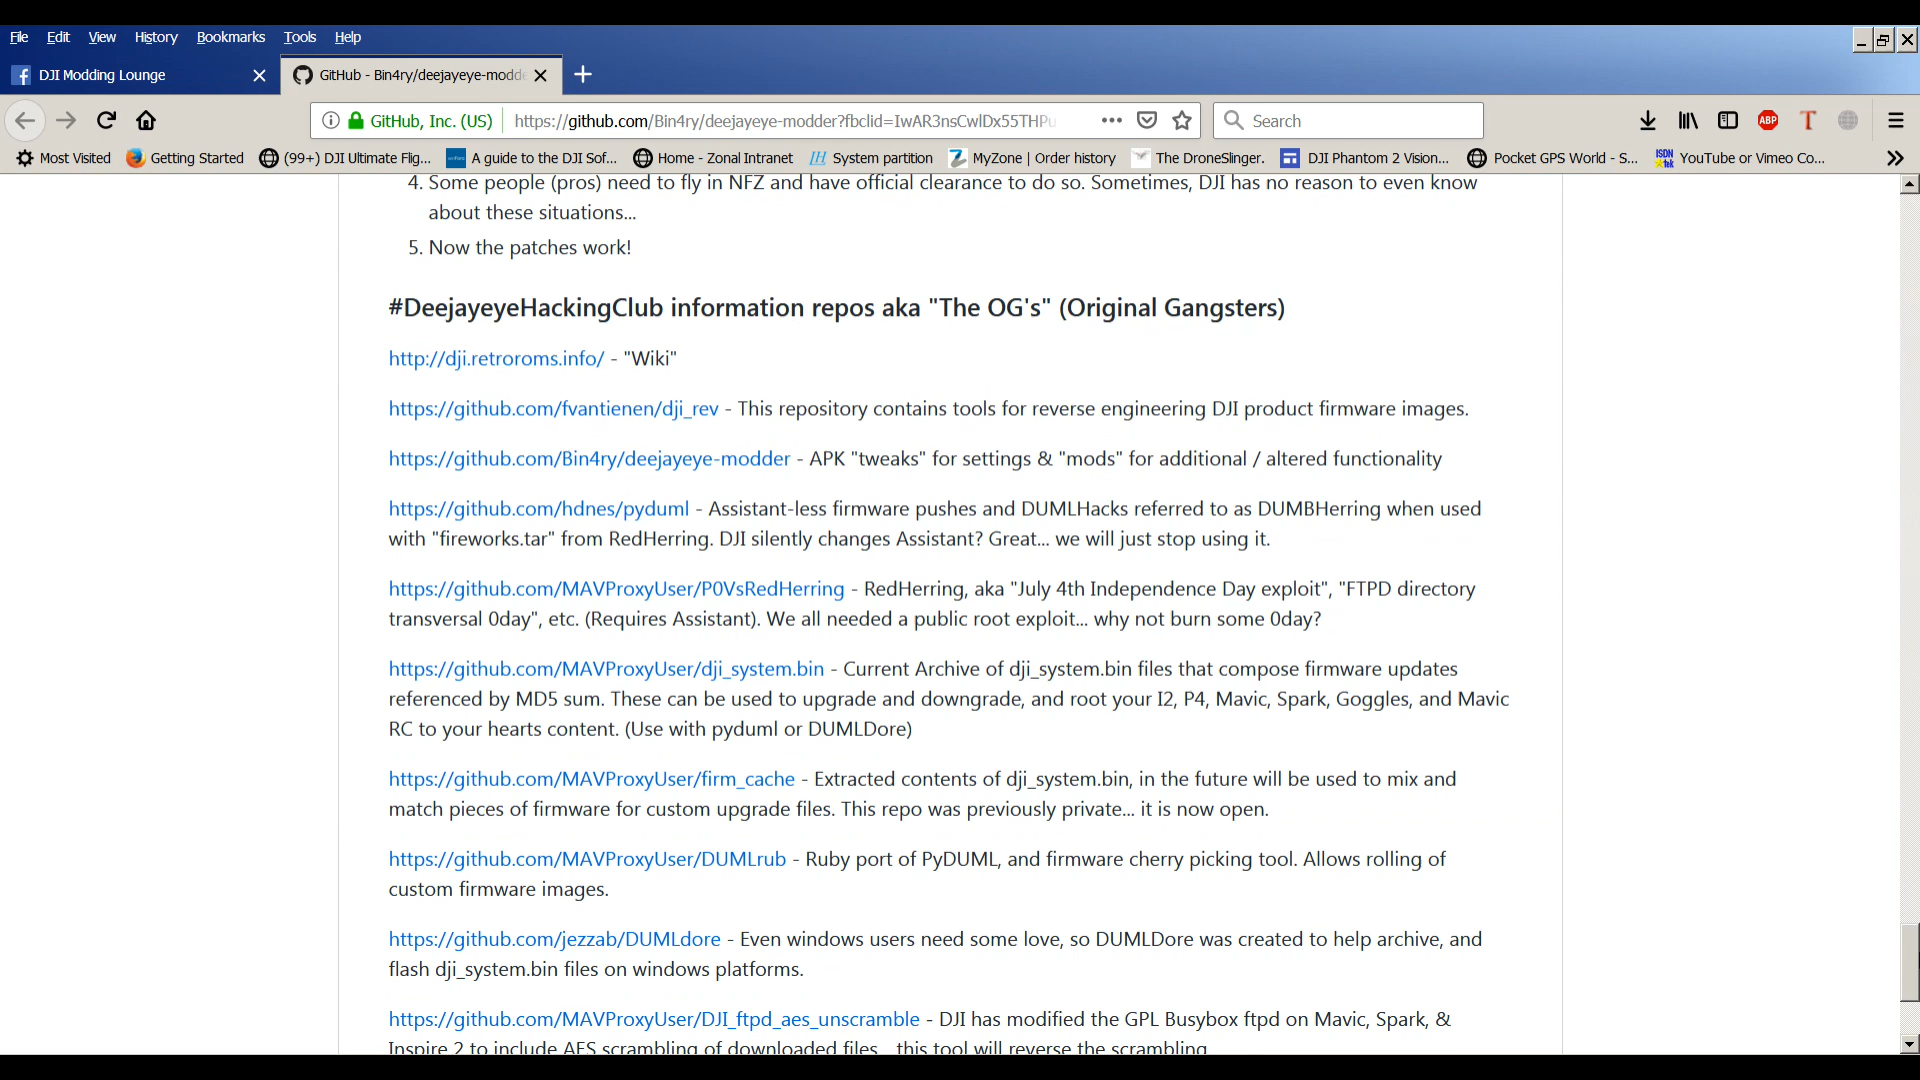 File Edit View History Bookmarks Tools Help
DJI Modding Lounge
GitHub - Bin4ry/deejayeye-modde
GitHub, Inc. (US) https://github.com/Bin4ry/deejayeye-modder?fbclid=IwAR3nsCwlDx55THPu
Search
ABP
Most Visited Getting Started (99+) DJI Ultimate Flig... A guide to the DJI Sof... Home - Zonal Intranet System partition MyZone | Order history The DroneSlinger. DJI Phantom 2 Vision... Pocket GPS World - S... YouTube or Vimeo Co...
4. Some people (pros) need to fly in NFZ and have official clearance to do so. Sometimes, DJI has no reason to even know
about these situations...
5. Now the patches work!
#DeejayeyeHackingClub information repos aka "The OG's" (Original Gangsters)
http://dji.retroroms.info/ - "Wiki"
https://github.com/fvantienen/dji_rev - This repository contains tools for reverse engineering DJI product firmware images.
https://github.com/Bin4ry/deejayeye-modder - APK "tweaks" for settings & "mods" for additional / altered functionality
https://github.com/hdnes/pyduml - Assistant-less firmware pushes and DUMLHacks referred to as DUMBHerring when used
with "fireworks.tar" from RedHerring. DJI silently changes Assistant? Great... we will just stop using it.
https://github.com/MAVProxyUser/P0VsRedHerring - RedHerring, aka "July 4th Independence Day exploit", "FTPD directory
transversal 0day", etc. (Requires Assistant). We all needed a public root exploit... why not burn some 0day?
https://github.com/MAVProxyUser/dji_system.bin - Current Archive of dji_system.bin files that compose firmware updates
referenced by MD5 sum. These can be used to upgrade and downgrade, and root your I2, P4, Mavic, Spark, Goggles, and Mavic
RC to your hearts content. (Use with pyduml or DUMLDore)
https://github.com/MAVProxyUser/firm_cache - Extracted contents of dji_system.bin, in the future will be used to mix and
match pieces of firmware for custom upgrade files. This repo was previously private... it is now open.
https://github.com/MAVProxyUser/DUMLrub - Ruby port of PyDUML, and firmware cherry picking tool. Allows rolling of
custom firmware images.
https://github.com/jezzab/DUMLdore - Even windows users need some love, so DUMLDore was created to help archive, and
flash dji_system.bin files on windows platforms.
https://github.com/MAVProxyUser/DJI_ftpd_aes_unscramble - DJI has modified the GPL Busybox ftpd on Mavic, Spark, &
Inspire 2 to include AES scrambling of downloaded files... this tool will reverse the scrambling